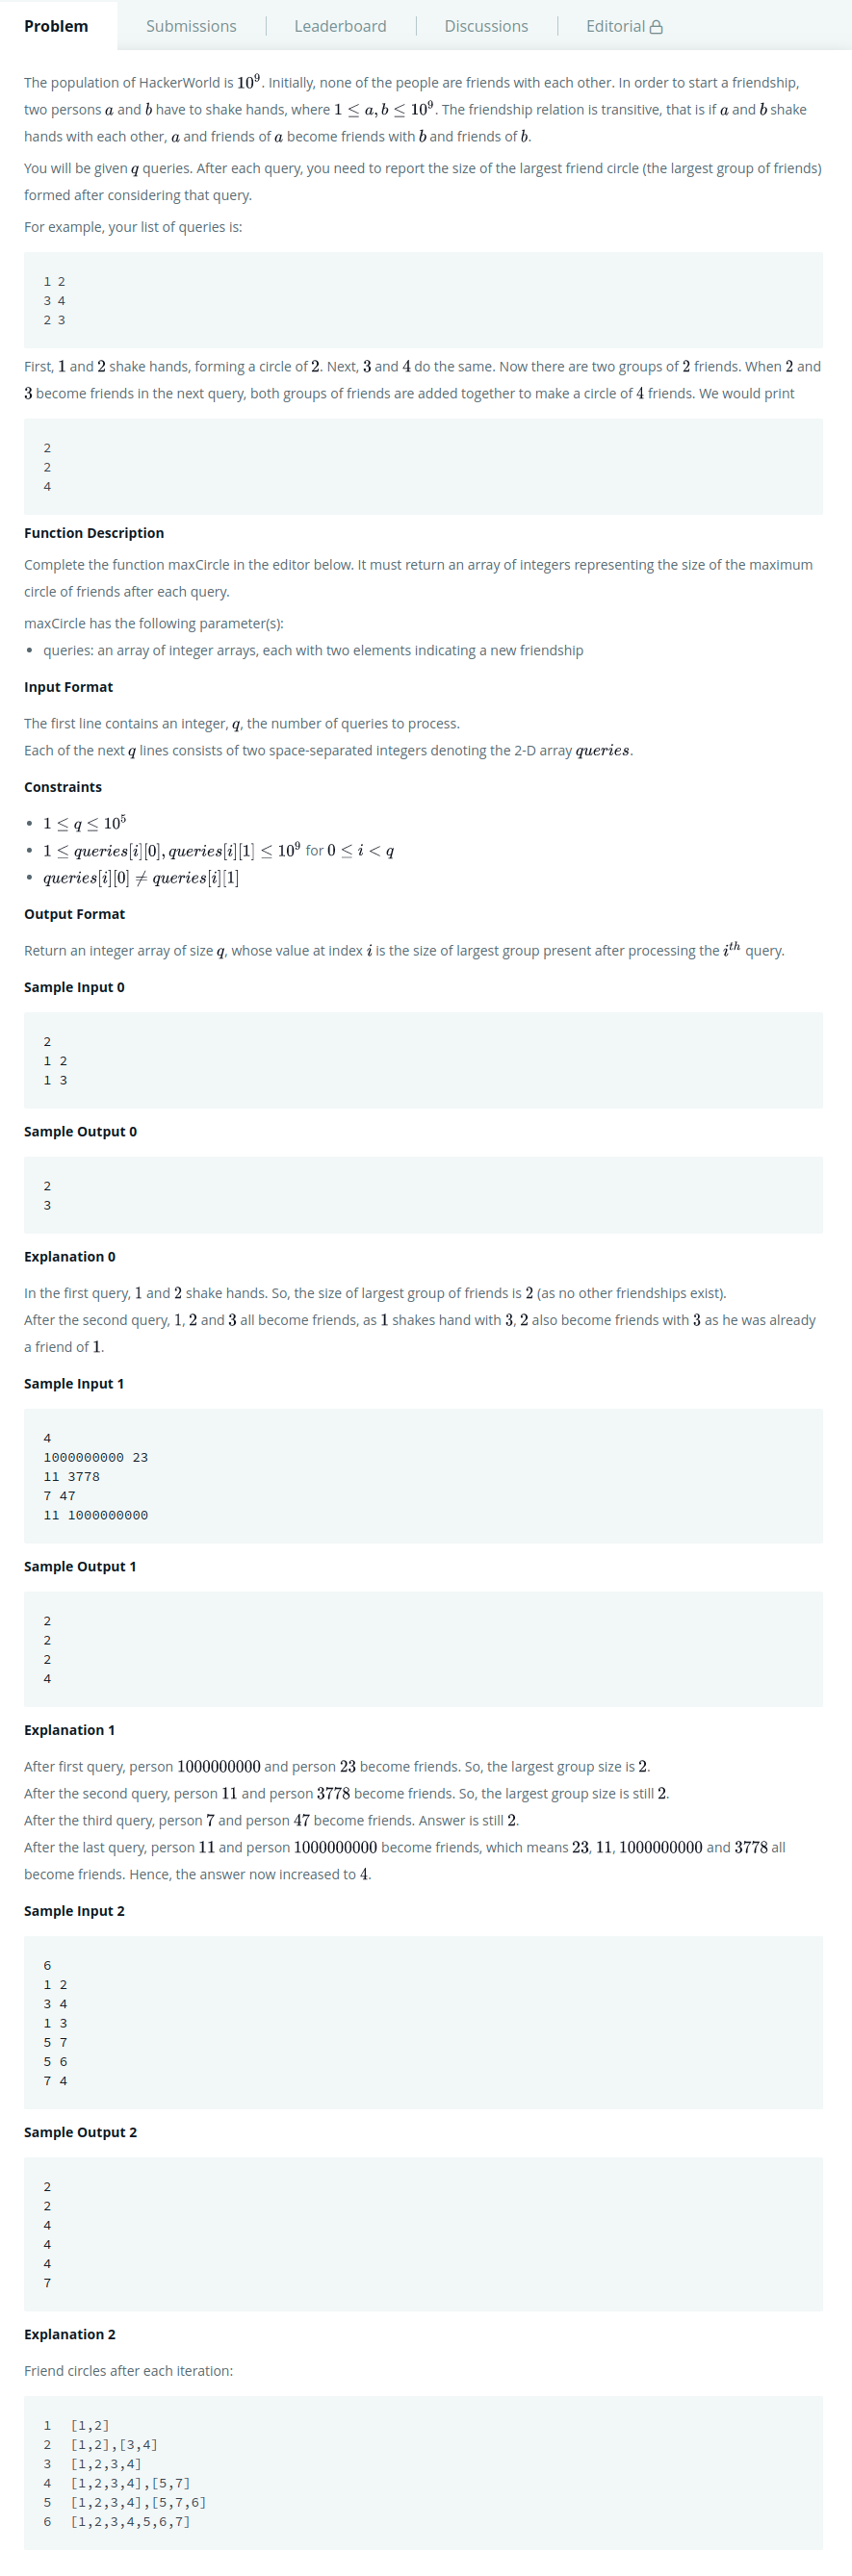 Problem Submissions Leaderboard Discussions Editorial
The population of HackerWorld is 10⁹. Initially, none of the people are friends with each other. In order to start a friendship,
two persons a and b have to shake hands, where 1 ≤ a, b ≤ 10⁹. The friendship relation is transitive, that is if a and b shake
hands with each other, a and friends of a become friends with b and friends of b.
You will be given q queries. After each query, you need to report the size of the largest friend circle (the largest group of friends)
formed after considering that query.
For example, your list of queries is:
1 2
3 4
2 3
First, 1 and 2 shake hands, forming a circle of 2. Next, 3 and 4 do the same. Now there are two groups of 2 friends. When 2 and
3 become friends in the next query, both groups of friends are added together to make a circle of 4 friends. We would print
2
2
4
Function Description
Complete the function maxCircle in the editor below. It must return an array of integers representing the size of the maximum
circle of friends after each query.
maxCircle has the following parameter(s):
• queries: an array of integer arrays, each with two elements indicating a new friendship
Input Format
The first line contains an integer, q, the number of queries to process.
Each of the next q lines consists of two space-separated integers denoting the 2-D array queries.
Constraints
• 1 ≤ q ≤ 10⁵
• 1 ≤ queries[i][0], queries[i][1] ≤ 10⁹ for 0 ≤ i < q
• queries[i][0] ≠ queries[i][1]
Output Format
Return an integer array of size q, whose value at index i is the size of largest group present after processing the iᵗʰ query.
Sample Input 0
2
1 2
1 3
Sample Output 0
2
3
Explanation 0
In the first query, 1 and 2 shake hands. So, the size of largest group of friends is 2 (as no other friendships exist).
After the second query, 1, 2 and 3 all become friends, as 1 shakes hand with 3, 2 also become friends with 3 as he was already
a friend of 1.
Sample Input 1
4
1000000000 23
11 3778
7 47
11 1000000000
Sample Output 1
2
2
2
4
Explanation 1
After first query, person 1000000000 and person 23 become friends. So, the largest group size is 2.
After the second query, person 11 and person 3778 become friends. So, the largest group size is still 2.
After the third query, person 7 and person 47 become friends. Answer is still 2.
After the last query, person 11 and person 1000000000 become friends, which means 23, 11, 1000000000 and 3778 all
become friends. Hence, the answer now increased to 4.
Sample Input 2
6
1 2
3 4
1 3
5 7
5 6
7 4
Sample Output 2
2
2
4
4
4
7
Explanation 2
Friend circles after each iteration:
1 [1,2]
2 [1,2],[3,4]
3 [1,2,3,4]
4 [1,2,3,4],[5,7]
5 [1,2,3,4],[5,7,6]
6 [1,2,3,4,5,6,7]